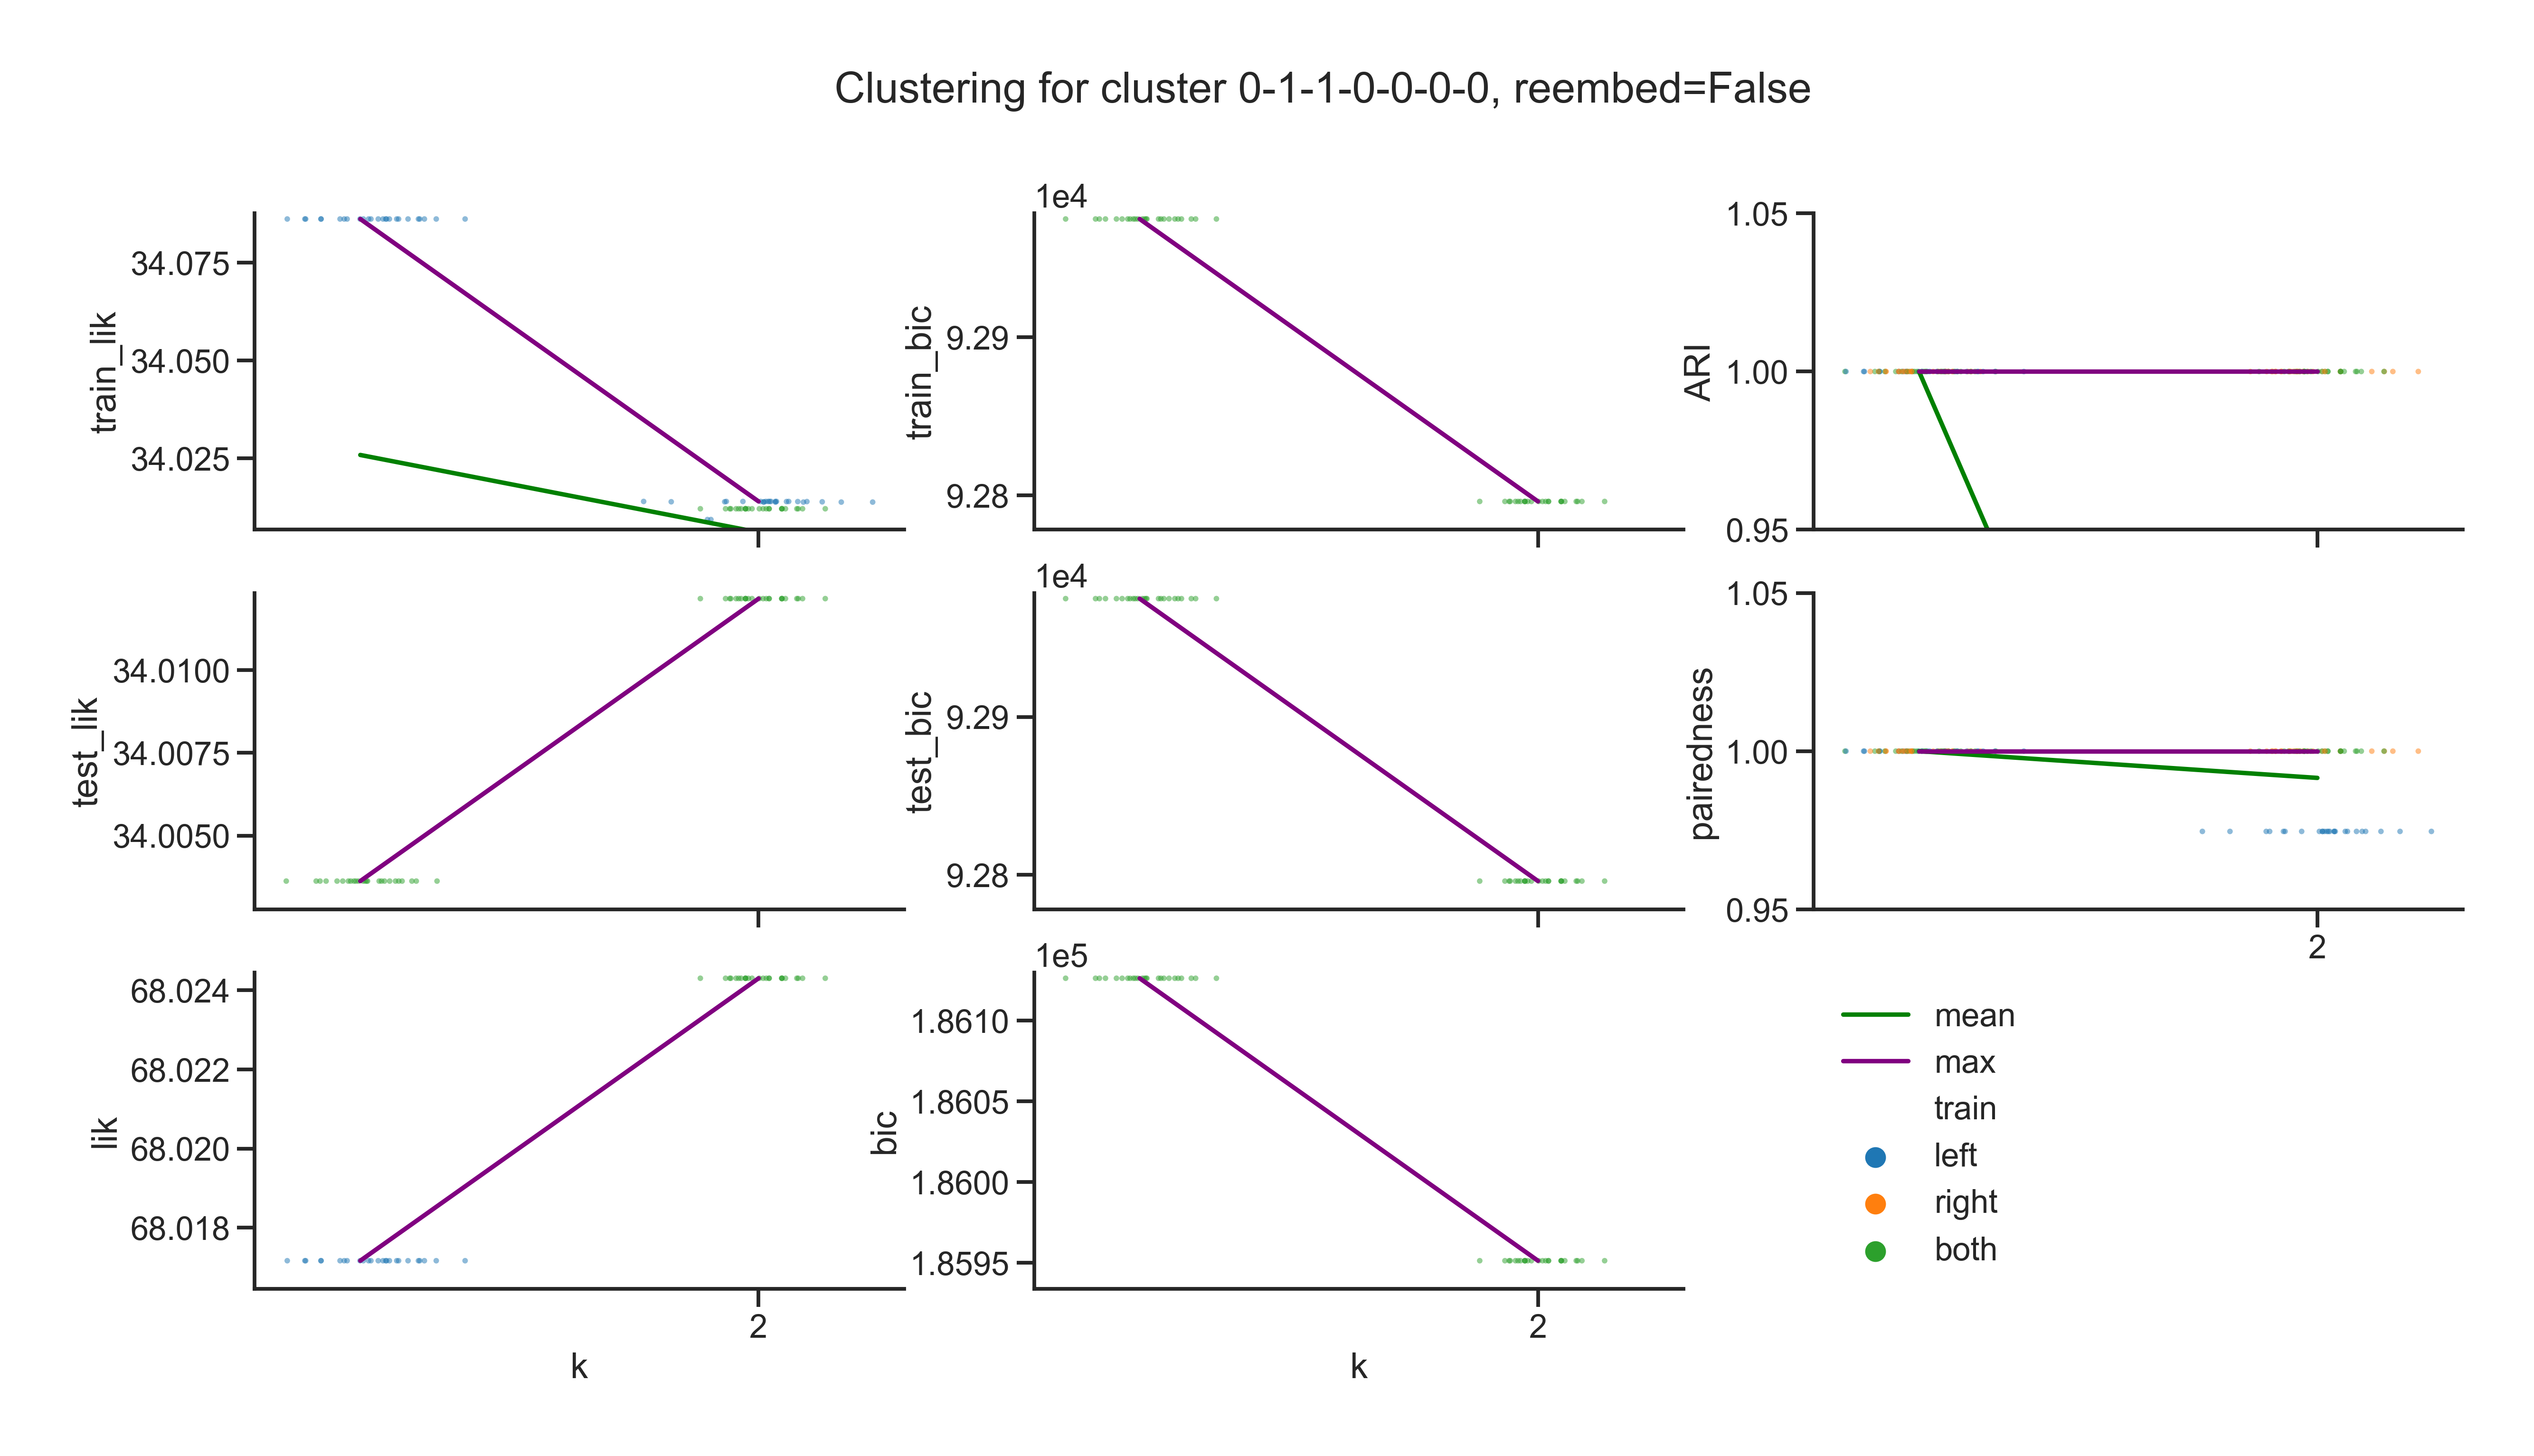 Clustering for cluster 0-1-1-0-0-0-0, reembed=False
train_lik
34.075
34.050
34.025
1e4
train_bic
9.29
9.28
ARI
1.05
1.00
0.95
test_lik
34.0100
34.0075
34.0050
1e4
test_bic
9.29
9.28
pairedness
1.05
1.00
0.95
2
lik
68.024
68.022
68.020
68.018
2
k
1e5
bic
1.8610
1.8605
1.8600
1.8595
2
k
mean
max
train
left
right
both